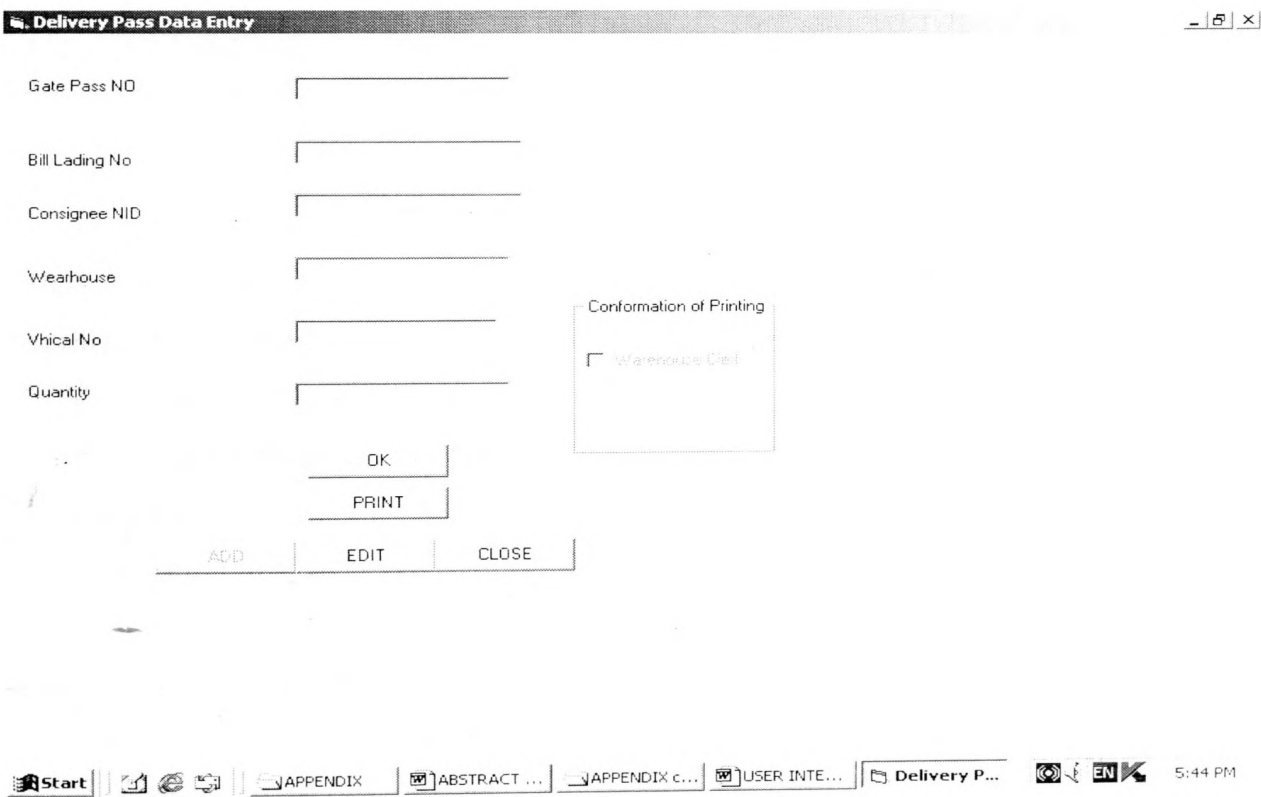 Delivery Pass Data Entry
Gate Pass NO
Bill Lading No
Consignee NID
Wearhouse
Vhical No
Quantity
Conformation of Printing
Warehouse
OK
PRINT
ADD EDIT CLOSE
Start APPENDIX ABSTRACT ... APPENDIX c... USER INTE... Delivery P... EN 5:44 PM